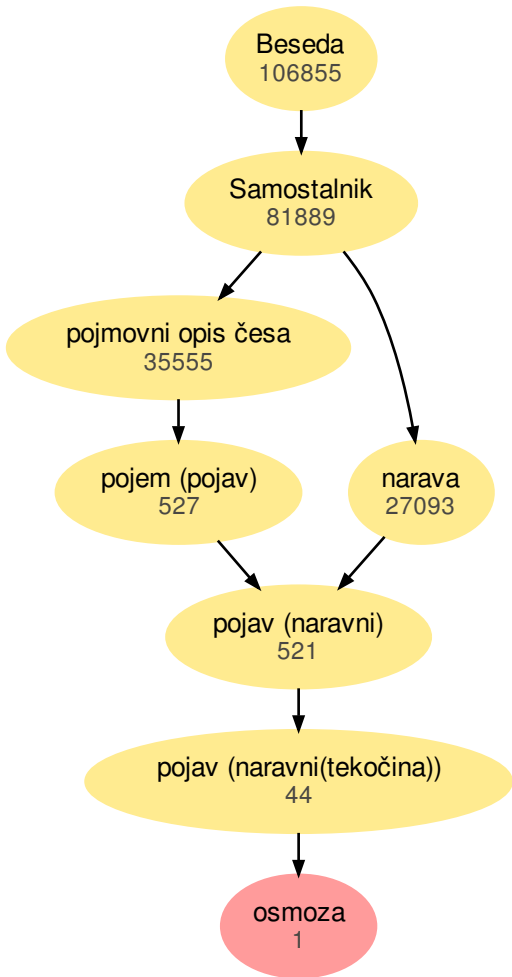 Beseda
106855
Samostalnik
81889
pojmovni opis česa
35555
pojem (pojav)
527
narava
27093
pojav (naravni)
521
pojav (naravni(tekočina))
44
osmoza
1